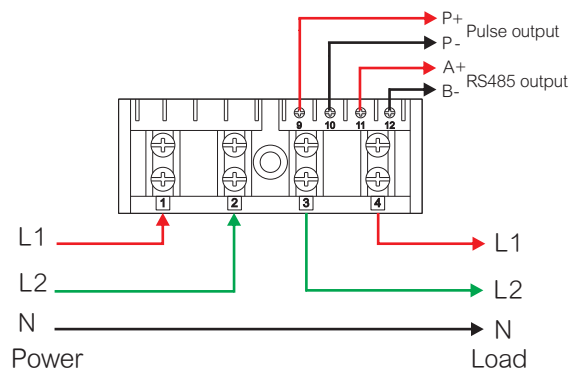 P+
Pulse output
P-
A+
RS485 output
B-
9 10 11 12
1 2 3 4
L1 L1
L2 L2
N N
Power Load